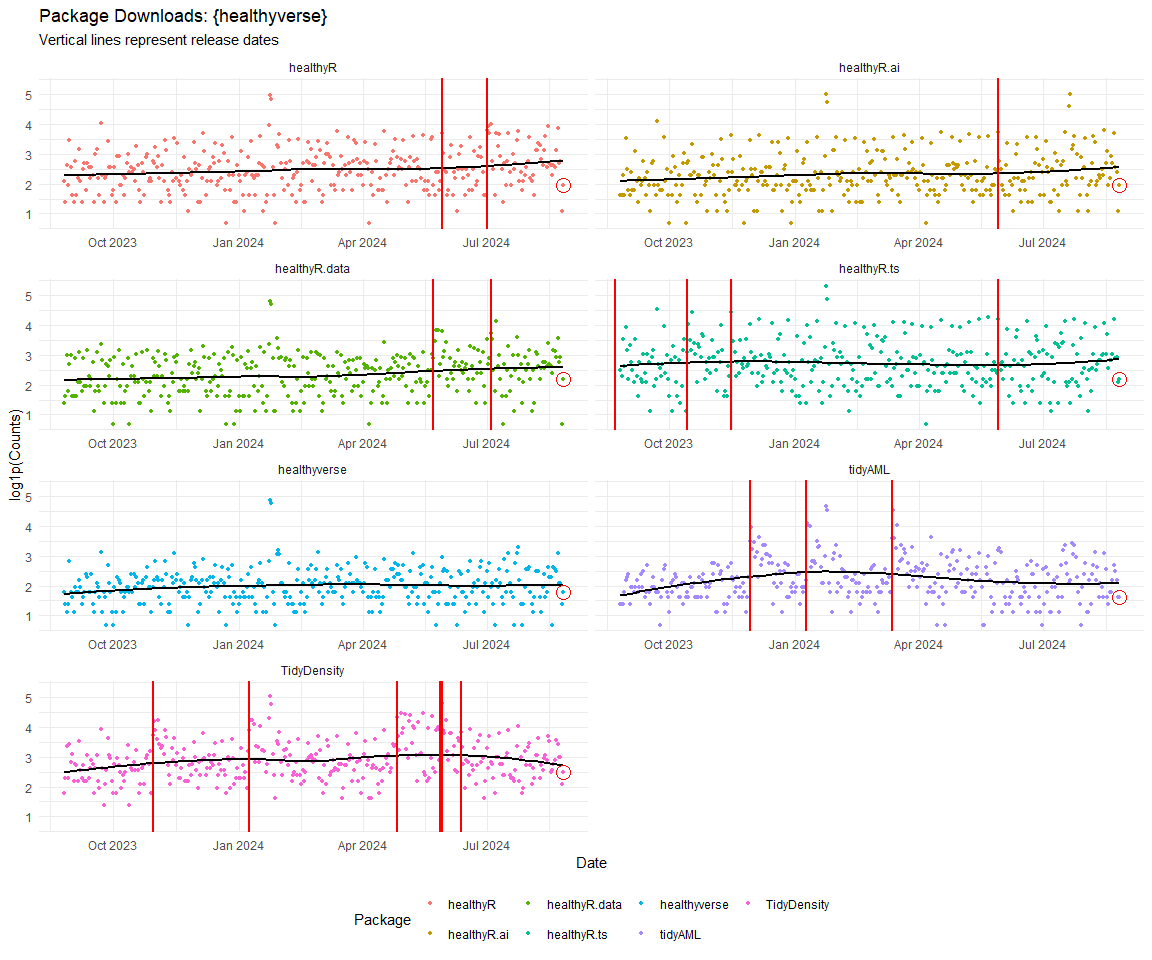 Package Downloads: {healthyverse}
Vertical lines represent release dates
healthyR
healthyR.ai
5
4
3
2
1
Oct 2023 Jan 2024 Apr 2024 Jul 2024
Oct 2023 Jan 2024 Apr 2024 Jul 2024
healthyR.data
healthyR.ts
5
4
3
2
1
Oct 2023 Jan 2024 Apr 2024 Jul 2024
Oct 2023 Jan 2024 Apr 2024 Jul 2024
log1p(Counts)
healthyverse
tidyAML
5
4
3
2
1
Oct 2023 Jan 2024 Apr 2024 Jul 2024
Oct 2023 Jan 2024 Apr 2024 Jul 2024
TidyDensity
5
4
3
2
1
Oct 2023 Jan 2024 Apr 2024 Jul 2024
Date
Package
healthyR healthyR.data healthyverse TidyDensity
healthyR.ai healthyR.ts tidyAML